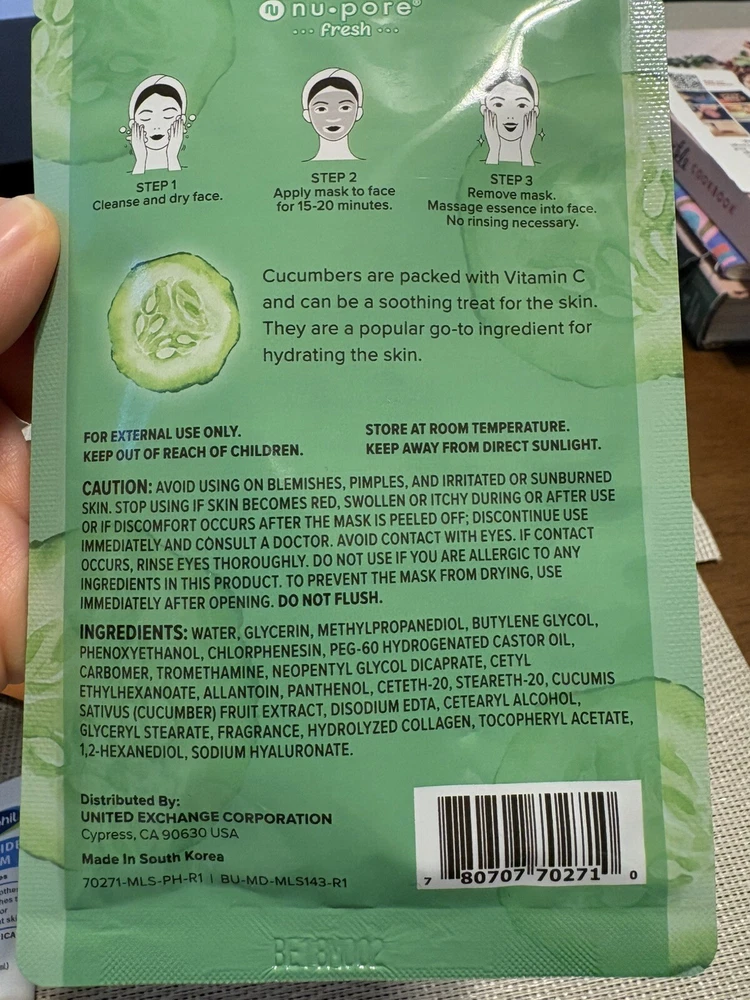 nu·pore®
··· fresh ···
STEP 1
Cleanse and dry face.
STEP 2
Apply mask to face
for 15-20 minutes.
STEP 3
Remove mask.
Massage essence into face.
No rinsing necessary.
Cucumbers are packed with Vitamin C
and can be a soothing treat for the skin.
They are a popular go-to ingredient for
hydrating the skin.
FOR EXTERNAL USE ONLY.
KEEP OUT OF REACH OF CHILDREN.
STORE AT ROOM TEMPERATURE.
KEEP AWAY FROM DIRECT SUNLIGHT.
CAUTION: AVOID USING ON BLEMISHES, PIMPLES, AND IRRITATED OR SUNBURNED
SKIN. STOP USING IF SKIN BECOMES RED, SWOLLEN OR ITCHY DURING OR AFTER USE
OR IF DISCOMFORT OCCURS AFTER THE MASK IS PEELED OFF; DISCONTINUE USE
IMMEDIATELY AND CONSULT A DOCTOR. AVOID CONTACT WITH EYES. IF CONTACT
OCCURS, RINSE EYES THOROUGHLY. DO NOT USE IF YOU ARE ALLERGIC TO ANY
INGREDIENTS IN THIS PRODUCT. TO PREVENT THE MASK FROM DRYING, USE
IMMEDIATELY AFTER OPENING. DO NOT FLUSH.
INGREDIENTS: WATER, GLYCERIN, METHYLPROPANEDIOL, BUTYLENE GLYCOL,
PHENOXYETHANOL, CHLORPHENESIN, PEG-60 HYDROGENATED CASTOR OIL,
CARBOMER, TROMETHAMINE, NEOPENTYL GLYCOL DICAPRATE, CETYL
ETHYLHEXANOATE, ALLANTOIN, PANTHENOL, CETETH-20, STEARETH-20, CUCUMIS
SATIVUS (CUCUMBER) FRUIT EXTRACT, DISODIUM EDTA, CETEARYL ALCOHOL,
GLYCERYL STEARATE, FRAGRANCE, HYDROLYZED COLLAGEN, TOCOPHERYL ACETATE,
1,2-HEXANEDIOL, SODIUM HYALURONATE.
Distributed By:
UNITED EXCHANGE CORPORATION
Cypress, CA 90630 USA
Made In South Korea
70271-MLS-PH-R1 | BU-MD-MLS143-R1
7 80707 70271 0
COOKBOOK